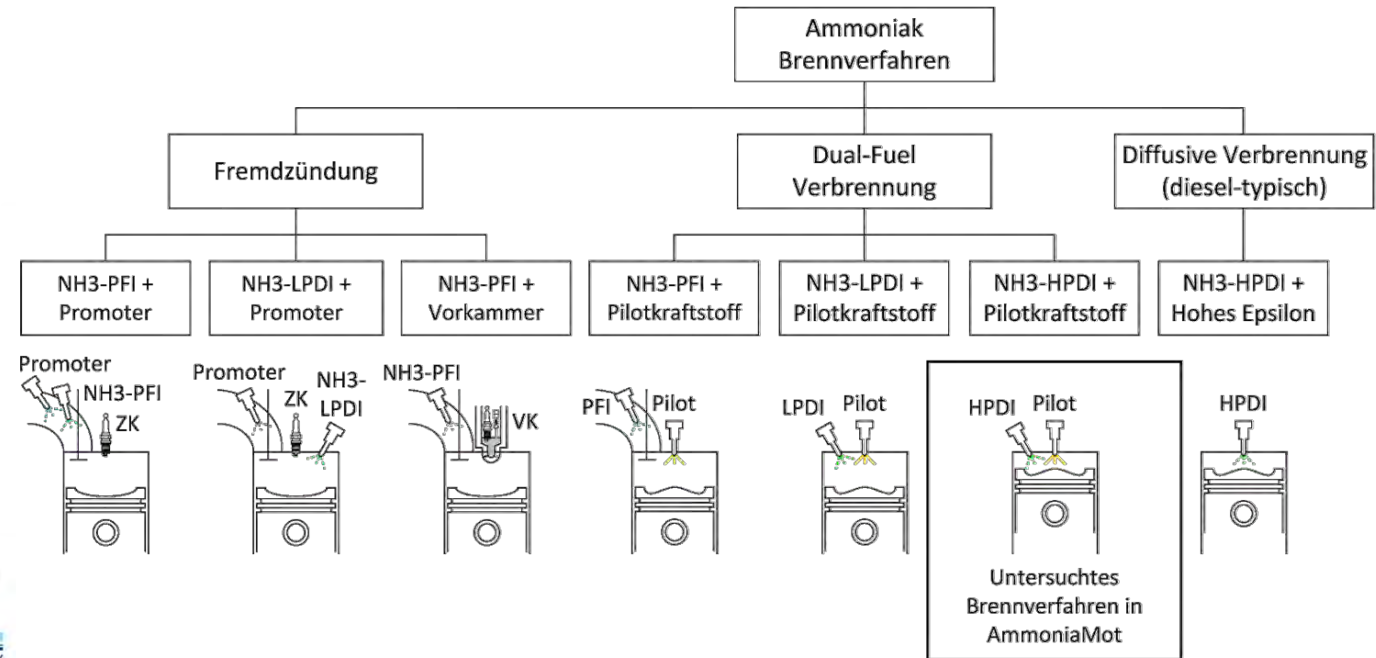 Ammoniak
Brennverfahren
Fremdzündung
Dual-Fuel
Verbrennung
Diffusive Verbrennung
(diesel-typisch)
NH3-PFI +
Promoter
NH3-LPDI +
Promoter
NH3-PFI +
Vorkammer
NH3-PFI +
Pilotkraftstoff
NH3-LPDI +
Pilotkraftstoff
NH3-HPDI +
Pilotkraftstoff
NH3-HPDI +
Hohes Epsilon
Promoter
NH3-PFI
ZK
Promoter
ZK
NH3-
LPDI
NH3-PFI
VK
PFI
Pilot
LPDI
Pilot
HPDI
Pilot
HPDI
Untersuchtes
Brennverfahren in
AmmoniaMot